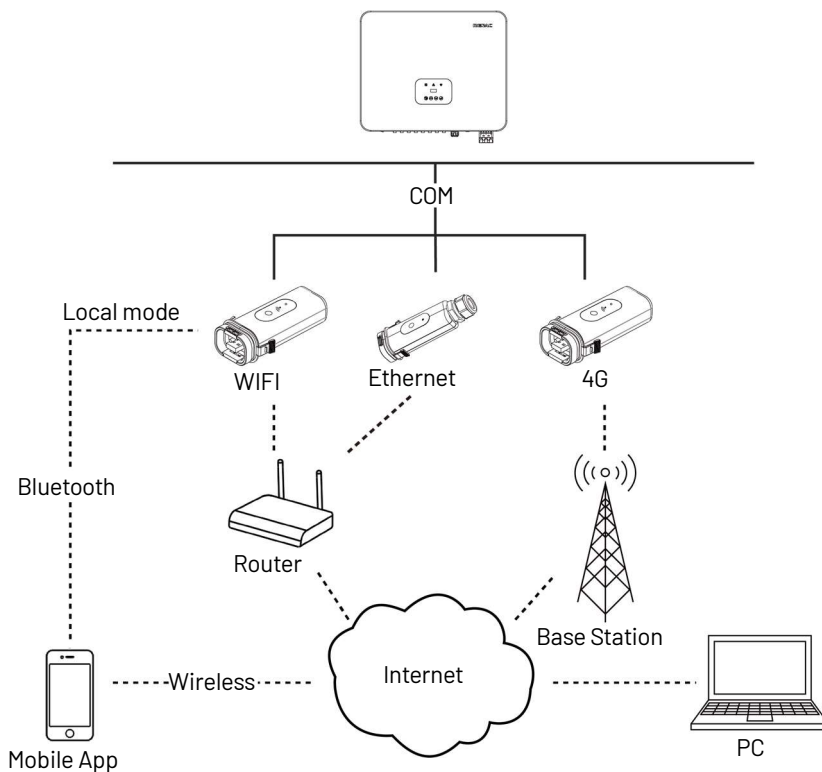 COM
Local mode
WIFI
Ethernet
4G
Bluetooth
Router
Base Station
Internet
Wireless
Mobile App
PC